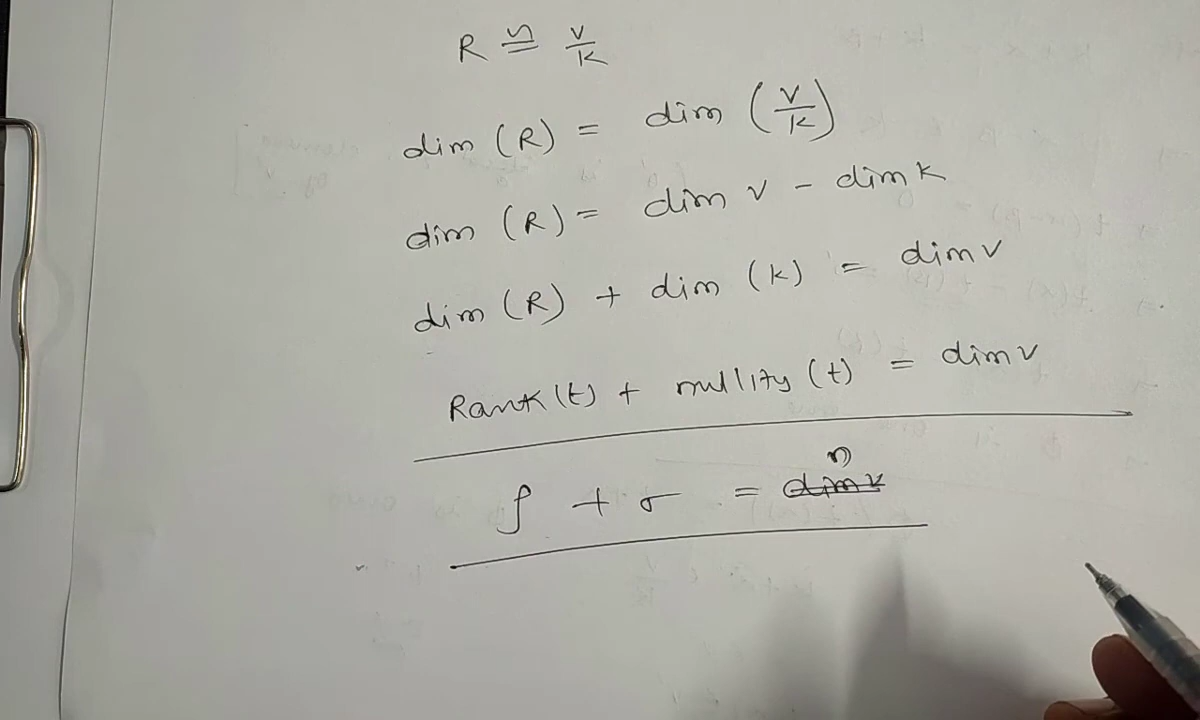 R ≅ V/K
dim (R) = dim (V/K)
dim (R) = dim V - dim K
dim (R) + dim (K) = dim V
Rank(t) + nullity (t) = dim V
ρ + σ = n